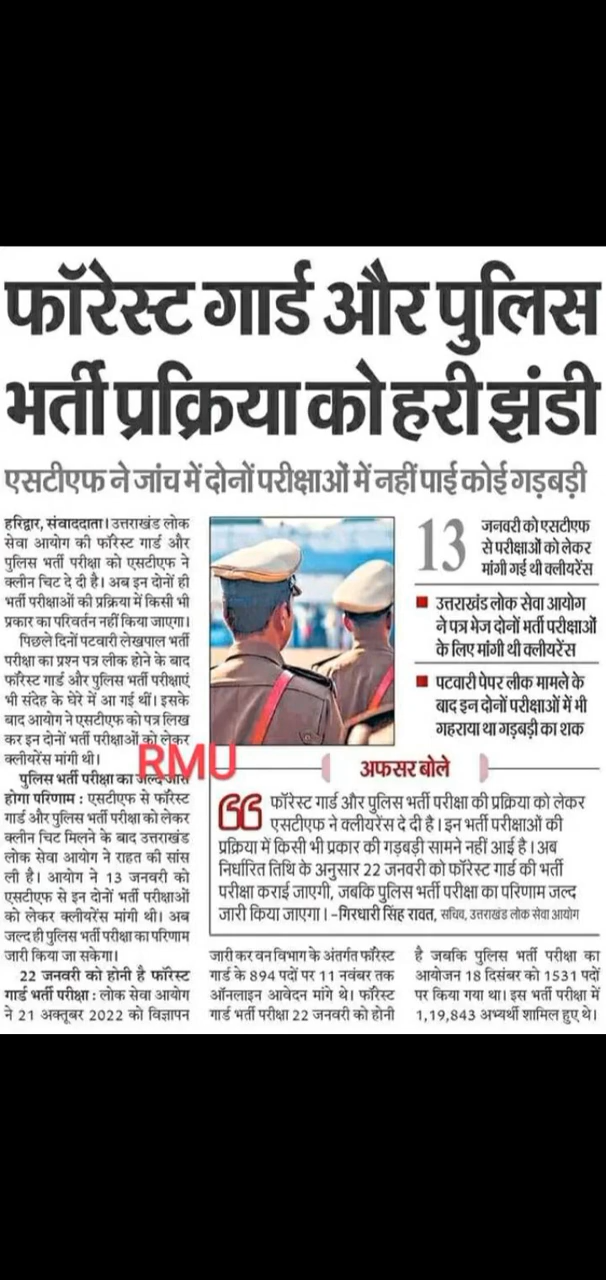 फॉरेस्ट गार्ड और पुलिस
भर्ती प्रक्रिया को हरी झंडी
एसटीएफ ने जांच में दोनों परीक्षाओं में नहीं पाई कोई गड़बड़ी
हरिद्वार, संवाददाता। उत्तराखंड लोक
सेवा आयोग की फॉरेस्ट गार्ड और
पुलिस भर्ती परीक्षा को एसटीएफ ने
क्लीन चिट दे दी है। अब इन दोनों ही
भर्ती परीक्षाओं की प्रक्रिया में किसी भी
प्रकार का परिवर्तन नहीं किया जाएगा।
पिछले दिनों पटवारी लेखपाल भर्ती
परीक्षा का प्रश्न पत्र लीक होने के बाद
फॉरेस्ट गार्ड और पुलिस भर्ती परीक्षाएं
भी संदेह के घेरे में आ गई थीं। इसके
बाद आयोग ने एसटीएफ को पत्र लिख
कर इन दोनों भर्ती परीक्षाओं को लेकर
क्लीयरेंस मांगी थी।
पुलिस भर्ती परीक्षा का जल्द जारी
होगा परिणाम : एसटीएफ से फॉरेस्ट
गार्ड और पुलिस भर्ती परीक्षा को लेकर
क्लीन चिट मिलने के बाद उत्तराखंड
लोक सेवा आयोग ने राहत की सांस
ली है। आयोग ने 13 जनवरी को
एसटीएफ से इन दोनों भर्ती परीक्षाओं
को लेकर क्लीयरेंस मांगी थी। अब
जल्द ही पुलिस भर्ती परीक्षा का परिणाम
जारी किया जा सकेगा।
22 जनवरी को होनी है फॉरेस्ट
गार्ड भर्ती परीक्षा : लोक सेवा आयोग
ने 21 अक्तूबर 2022 को विज्ञापन
RMU
13
जनवरी को एसटीएफ
से परीक्षाओं को लेकर
मांगी गई थी क्लीयरेंस
उत्तराखंड लोक सेवा आयोग
ने पत्र भेज दोनों भर्ती परीक्षाओं
के लिए मांगी थी क्लीयरेंस
पटवारी पेपर लीक मामले के
बाद इन दोनों परीक्षाओं में भी
गहराया था गड़बड़ी का शक
अफसर बोले
फॉरेस्ट गार्ड और पुलिस भर्ती परीक्षा की प्रक्रिया को लेकर
एसटीएफ ने क्लीयरेंस दे दी है। इन भर्ती परीक्षाओं की
प्रक्रिया में किसी भी प्रकार की गड़बड़ी सामने नहीं आई है। अब
निर्धारित तिथि के अनुसार 22 जनवरी को फॉरेस्ट गार्ड की भर्ती
परीक्षा कराई जाएगी, जबकि पुलिस भर्ती परीक्षा का परिणाम जल्द
जारी किया जाएगा। -गिरधारी सिंह रावत, सचिव, उत्तराखंड लोक सेवा आयोग
जारी कर वन विभाग के अंतर्गत फॉरेस्ट
गार्ड के 894 पदों पर 11 नवंबर तक
ऑनलाइन आवेदन मांगे थे। फॉरेस्ट
गार्ड भर्ती परीक्षा 22 जनवरी को होनी
है जबकि पुलिस भर्ती परीक्षा का
आयोजन 18 दिसंबर को 1531 पदों
पर किया गया था। इस भर्ती परीक्षा में
1,19,843 अभ्यर्थी शामिल हुए थे।